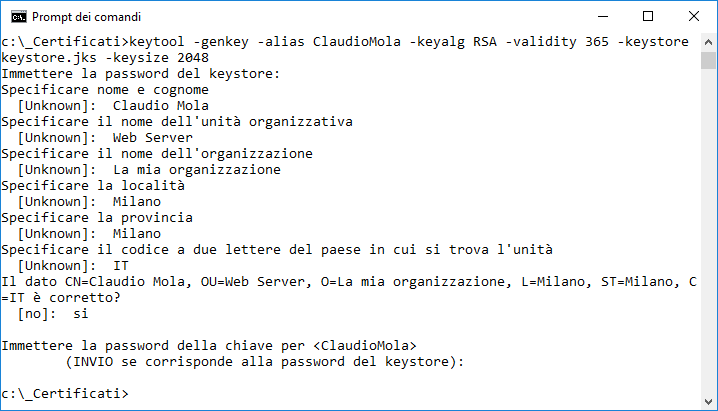 Prompt dei comandi
c:\_Certificati>keytool -genkey -alias ClaudioMola -keyalg RSA -validity 365 -keystore
keystore.jks -keysize 2048
Immettere la password del keystore:
Specificare nome e cognome
  [Unknown]:  Claudio Mola
Specificare il nome dell'unità organizzativa
  [Unknown]:  Web Server
Specificare il nome dell'organizzazione
  [Unknown]:  La mia organizzazione
Specificare la località
  [Unknown]:  Milano
Specificare la provincia
  [Unknown]:  Milano
Specificare il codice a due lettere del paese in cui si trova l'unità
  [Unknown]:  IT
Il dato CN=Claudio Mola, OU=Web Server, O=La mia organizzazione, L=Milano, ST=Milano, C
=IT è corretto?
  [no]:  si
Immettere la password della chiave per <ClaudioMola>
        (INVIO se corrisponde alla password del keystore):
c:\_Certificati>